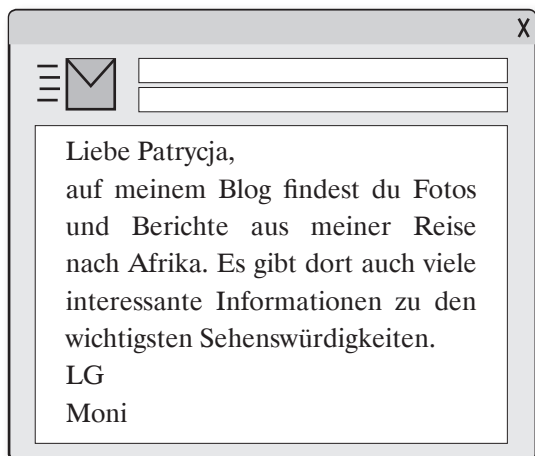 X
Liebe Patrycja,
auf meinem Blog findest du Fotos
und Berichte aus meiner Reise
nach Afrika. Es gibt dort auch viele
interessante Informationen zu den
wichtigsten Sehenswürdigkeiten.
LG
Moni